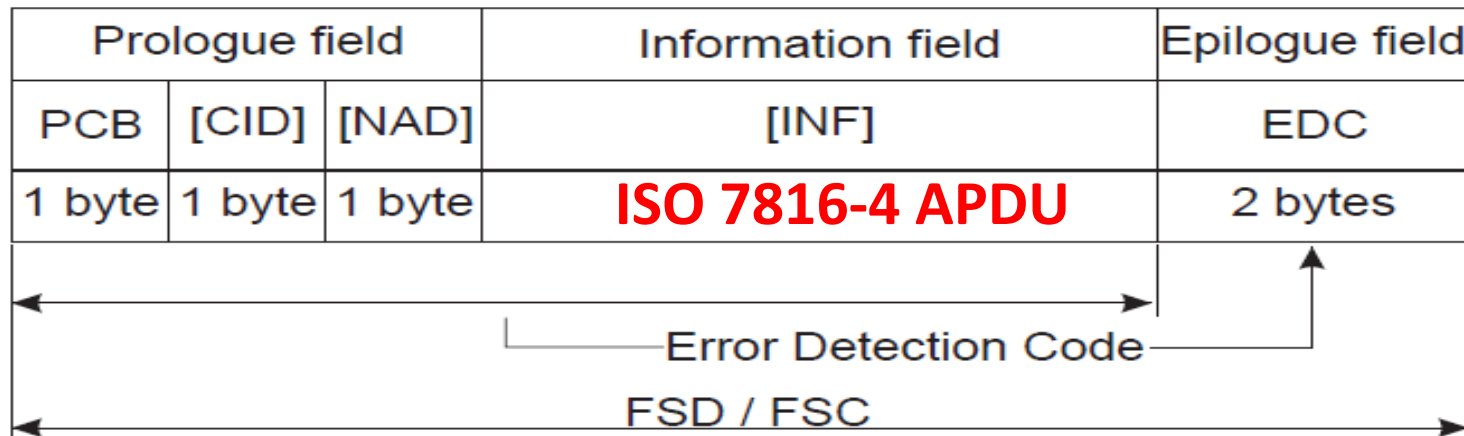 Prologue field Information field Epilogue field
PCB [CID] [NAD] [INF] EDC
1 byte 1 byte 1 byte ISO 7816-4 APDU 2 bytes
Error Detection Code
FSD / FSC